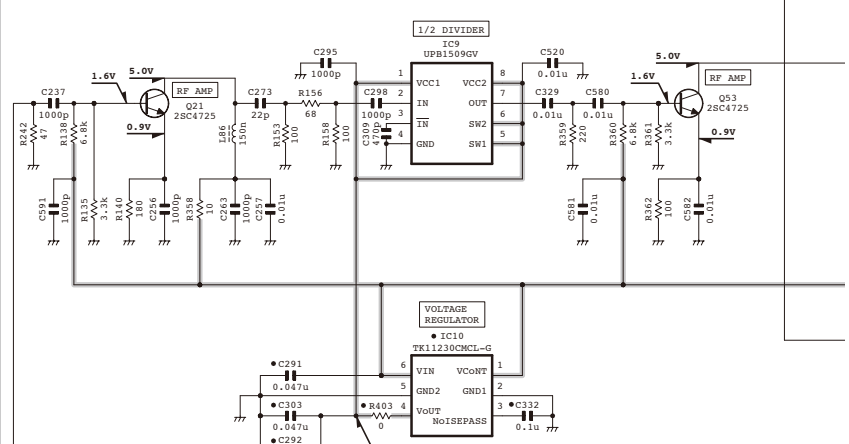 1/2 DIVIDER
IC9
UPB1509GV
C295
1000p
C520
0.01u
1 VCC1 VCC2 8
2 IN OUT 7
3 IN SW2 6
4 GND SW1 5
5.0V
1.6V
RF AMP
Q21
2SC4725
0.9V
C237
1000p
R242
47
R138
6.8k
C591
1000p
R135
3.3k
R140
180
C256
1000p
R358
10
L86
150n
C263
1000p
C257
0.01u
C273
22p
R153
100
R156
68
R158
100
C298
1000p
C309
470p
C329
0.01u
C580
0.01u
R359
220
R360
6.8k
R361
3.3k
5.0V
1.6V
RF AMP
Q53
2SC4725
0.9V
C581
0.01u
R362
100
C582
0.01u
VOLTAGE
REGULATOR
IC10
TK11230CMCL-G
6 VIN VCoNT 1
5 GND2 GND1 2
4 VoUT 3
NoISEPASS
C291
0.047u
C303
0.047u
C292
R403
0
C332
0.1u